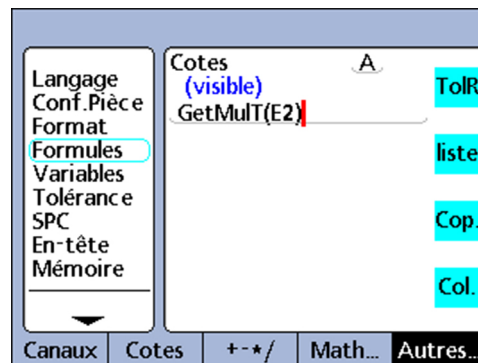 Langage
Conf.Pièce
Format
Formules
Variables
Tolérance
SPC
En-tête
Mémoire
Cotes A
(visible)
GetMulT(E2)
TolR
liste
Cop.
Col.
Canaux Cotes +-*/ Math... Autres...